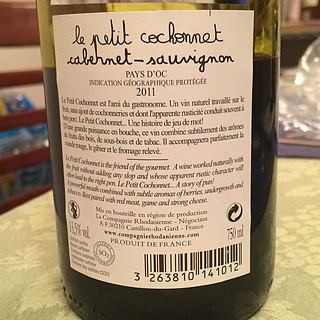 le petit cochonnet
cabernet-sauvignon
PAYS D'OC
INDICATION GÉOGRAPHIQUE PROTÉGÉE
2011
Le Petit Cochonnet est l'ami du gastronome. Un vin naturel travaillé sur le
fruit, sans ajout de cochonneries et dont l'apparente rusticité conduit souvent à
bon porc. Le Petit Cochonnet... Une histoire de jeu de mot!
D'une grande puissance en bouche, ce vin combine subtilement des arômes
de fruits des bois, de sous-bois et de tabac. Il accompagnera parfaitement la
viande rouge, le gibier et le fromage relevé.
Le Petit Cochonnet is the friend of the gourmet. A wine worked naturally with
the fruit without adding any slop and whose apparent rustic character will
often lead to the right pen. Le Petit Cochonnet... A story of pun!
A powerful mouth combined with subtle aromas of berries, undergrowth and
tobacco. Best paired with red meat, game and strong cheese.
Mis en bouteille en région de production
La Compagnie Rhodanienne - Négociant
À F30210 Castillon-du-Gard - France
www.compagnierhodanienne.com
PRODUIT DE FRANCE
13.5% vol
SO2
750 ml
3 263810 141012